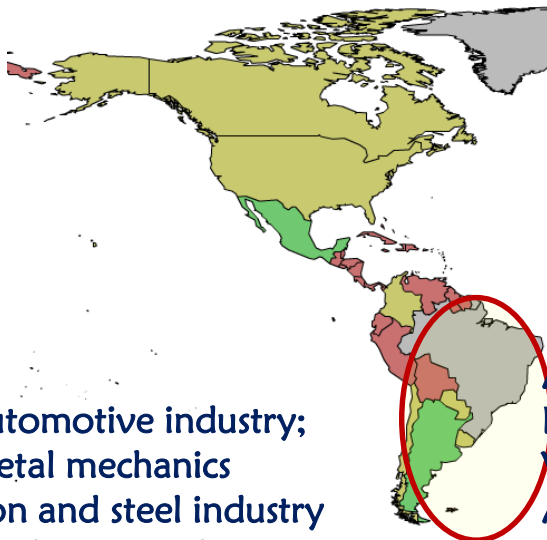 utomotive industry;
etal mechanics
on and steel industry